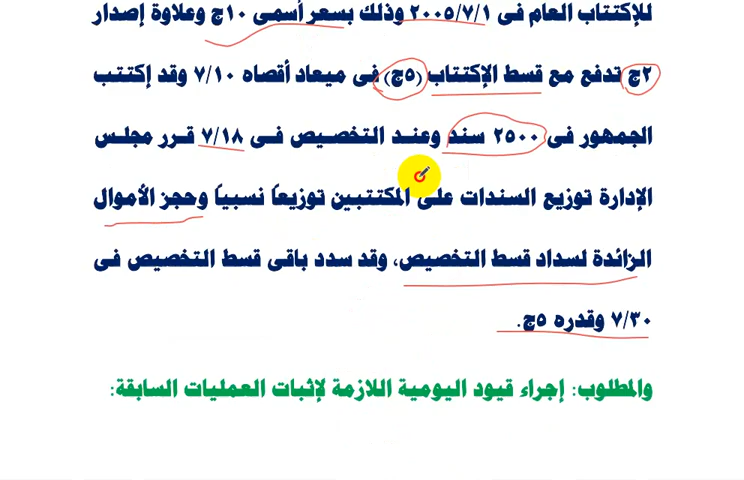 للإكتتاب العام فى ٢٠٠٥/٧/١ وذلك بسعر أسمى ١٠ج وعلاوة إصدار
٢ج تدفع مع قسط الإكتتاب (٥ج) فى ميعاد أقصاه ٧/١٠ وقد إكتتب
الجمهور فى ٢٥٠٠ سند وعند التخصيص فى ٧/١٨ قرر مجلس
الإدارة توزيع السندات على المكتتبين توزيعاً نسبياً وحجز الأموال
الزائدة لسداد قسط التخصيص، وقد سدد باقى قسط التخصيص فى
٧/٣٠ وقدره ٥ج.
والمطلوب: إجراء قيود اليومية اللازمة لإثبات العمليات السابقة: